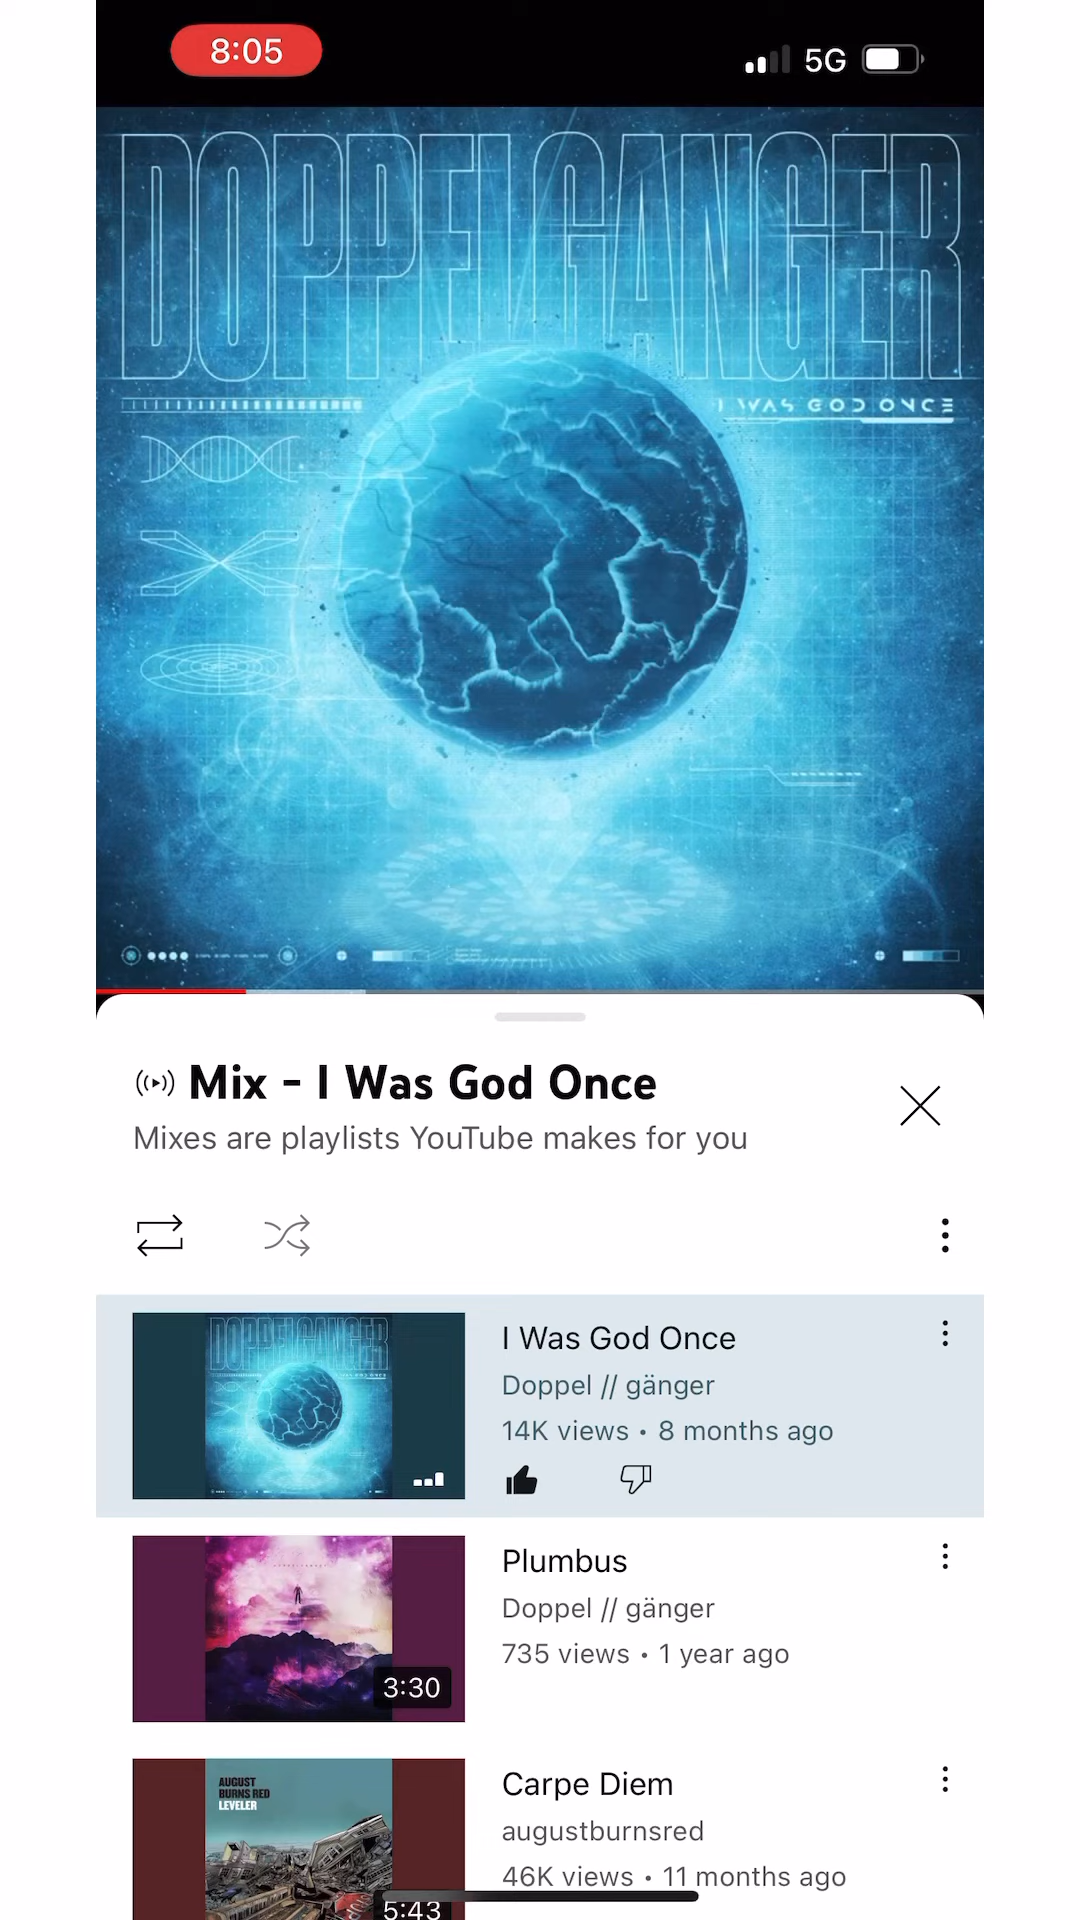 8:05
5G
DOPPELGANGER
I WAS GOD ONCE
Mix - I Was God Once
Mixes are playlists YouTube makes for you
DOPPELGANGER
I Was God Once
Doppel // gänger
14K views • 8 months ago
Plumbus
Doppel // gänger
735 views • 1 year ago
3:30
AUGUST
BURNS RED
LEVELER
Carpe Diem
augustburnsred
46K views • 11 months ago
5:43